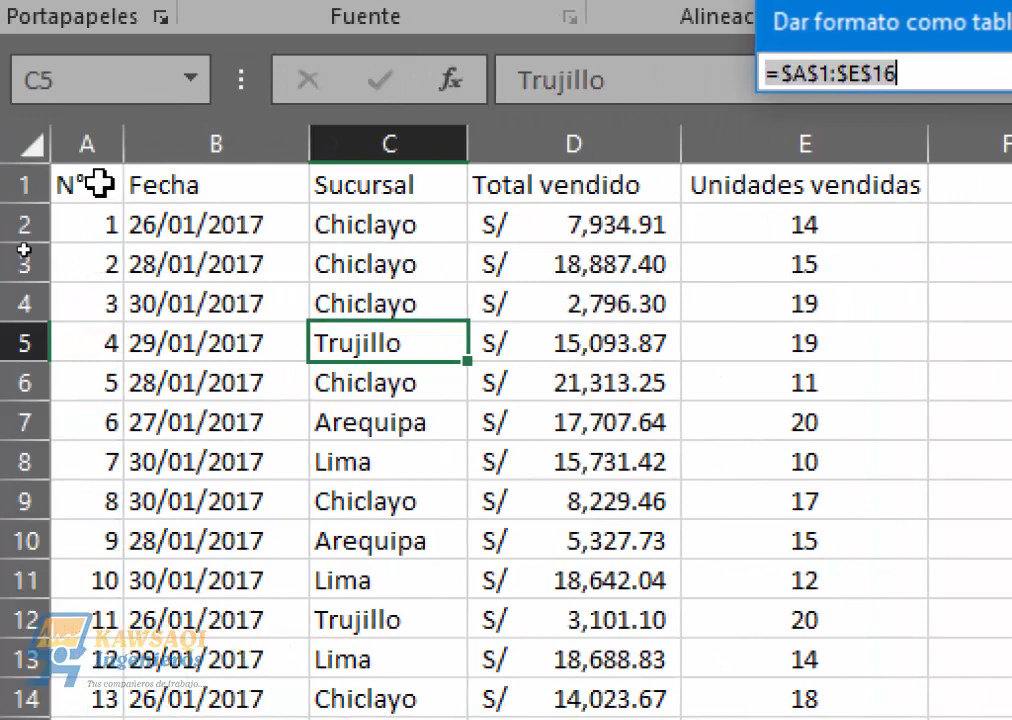 Portapapeles Fuente Alineac
Dar formato como tabl
=$A$1:$E$16
C5 fx Trujillo
A B C D E F
1 N° Fecha Sucursal Total vendido Unidades vendidas
2 1 26/01/2017 Chiclayo S/ 7,934.91 14
3 2 28/01/2017 Chiclayo S/ 18,887.40 15
4 3 30/01/2017 Chiclayo S/ 2,796.30 19
5 4 29/01/2017 Trujillo S/ 15,093.87 19
6 5 28/01/2017 Chiclayo S/ 21,313.25 11
7 6 27/01/2017 Arequipa S/ 17,707.64 20
8 7 30/01/2017 Lima S/ 15,731.42 10
9 8 30/01/2017 Chiclayo S/ 8,229.46 17
10 9 28/01/2017 Arequipa S/ 5,327.73 15
11 10 30/01/2017 Lima S/ 18,642.04 12
12 11 26/01/2017 Trujillo S/ 3,101.10 20
13 12 29/01/2017 Lima S/ 18,688.83 14
14 13 26/01/2017 Chiclayo S/ 14,023.67 18
KAWSAQI
Ingenieros
Tus compañeros de trabajo...